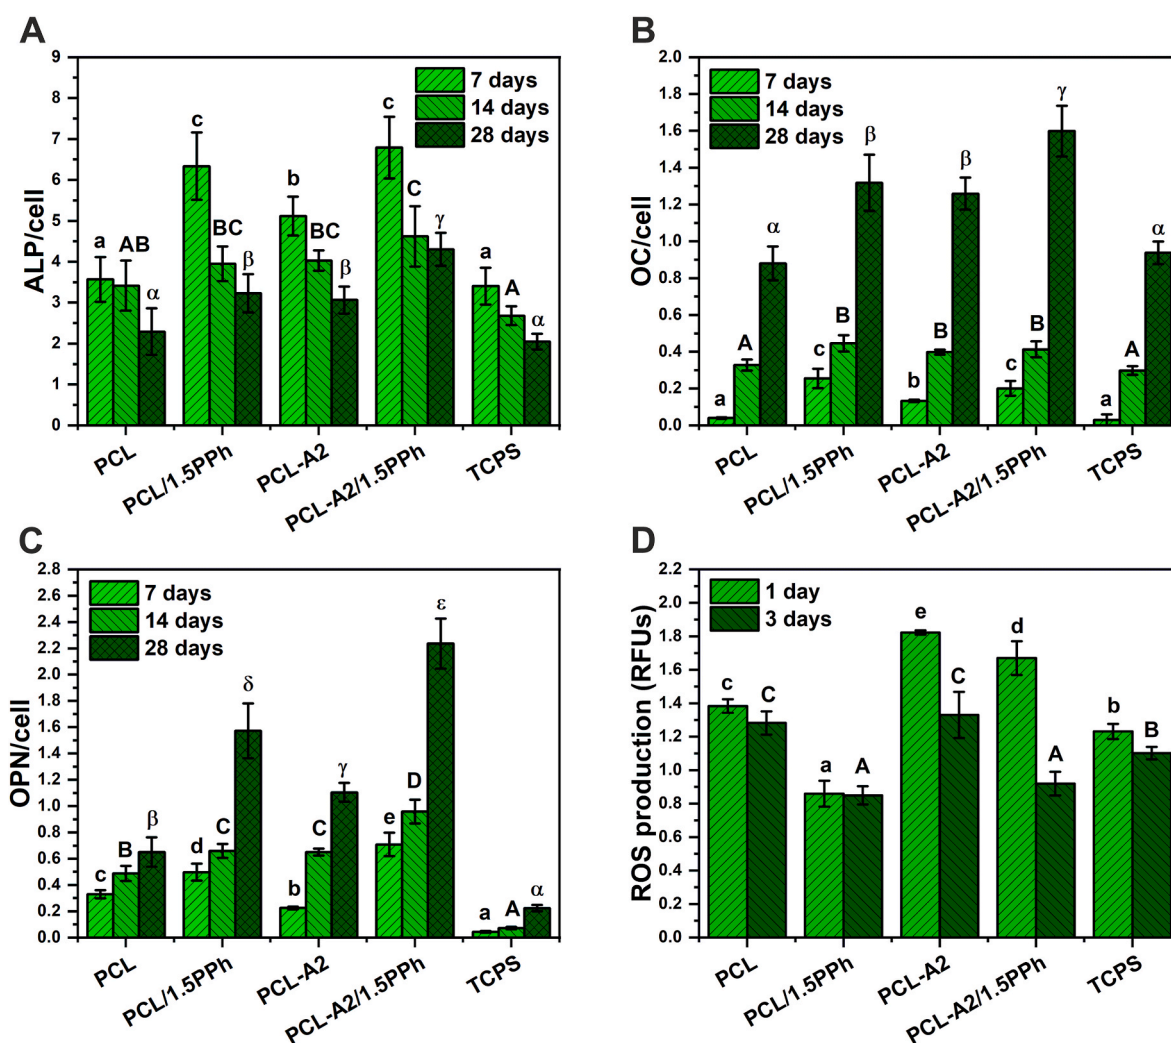 A
ALP/cell
9
8
7
6
5
4
3
2
1
0
7 days
14 days
28 days
a
AB
α
c
BC
β
b
BC
β
c
C
γ
a
A
α
PCL
PCL/1.5PPh
PCL-A2
PCL-A2/1.5PPh
TCPS
B
OC/cell
2.0
1.8
1.6
1.4
1.2
1.0
0.8
0.6
0.4
0.2
0.0
7 days
14 days
28 days
a
A
α
c
B
β
b
B
β
c
B
γ
a
A
α
PCL
PCL/1.5PPh
PCL-A2
PCL-A2/1.5PPh
TCPS
C
OPN/cell
2.8
2.6
2.4
2.2
2.0
1.8
1.6
1.4
1.2
1.0
0.8
0.6
0.4
0.2
0.0
7 days
14 days
28 days
c
B
β
d
C
δ
b
C
γ
e
D
ε
a
A
α
PCL
PCL/1.5PPh
PCL-A2
PCL-A2/1.5PPh
TCPS
D
ROS production (RFUs)
2.2
2.0
1.8
1.6
1.4
1.2
1.0
0.8
0.6
0.4
0.2
0.0
1 day
3 days
c
C
a
A
e
C
d
A
b
B
PCL
PCL/1.5PPh
PCL-A2
PCL-A2/1.5PPh
TCPS